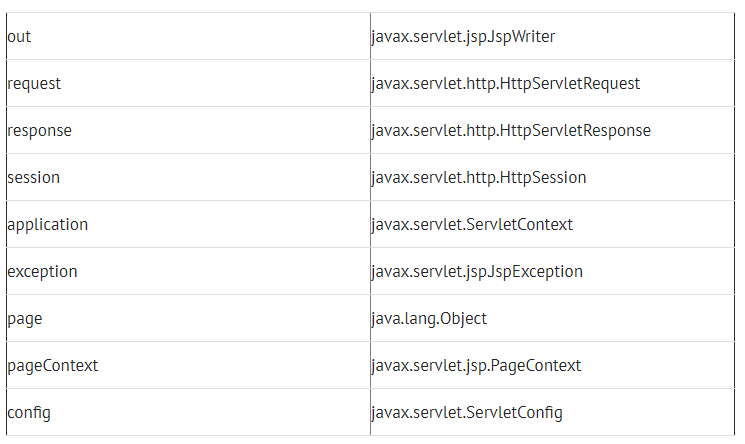 out javax.servlet.jsp.JspWriter
request javax.servlet.http.HttpServletRequest
response javax.servlet.http.HttpServletResponse
session javax.servlet.http.HttpSession
application javax.servlet.ServletContext
exception javax.servlet.jsp.JspException
page java.lang.Object
pageContext javax.servlet.jsp.PageContext
config javax.servlet.ServletConfig